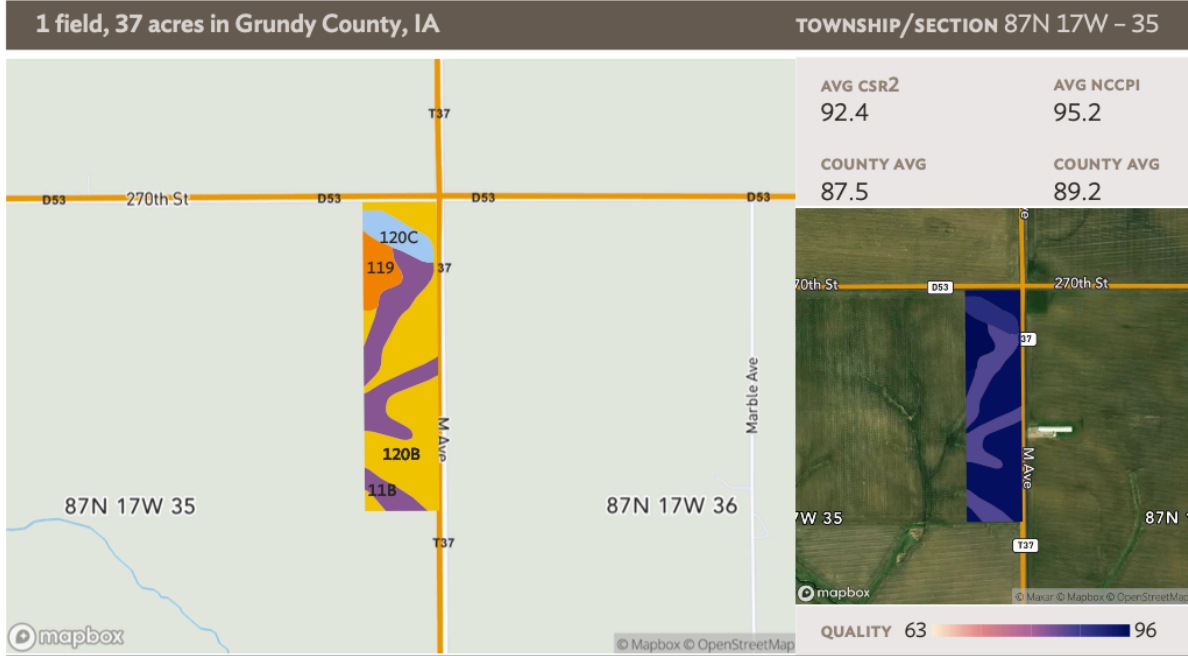 1 field, 37 acres in Grundy County, IA
TOWNSHIP/SECTION 87N 17W – 35
T37
D53 270th St D53 D53 D53
120C
119
37
Marble Ave
M Ave
120B
11B
87N 17W 35
87N 17W 36
T37
mapbox
© Mapbox © OpenStreetMap
AVG CSR2
92.4
AVG NCCPI
95.2
COUNTY AVG
87.5
COUNTY AVG
89.2
ve
70th St D53 270th St
37
M Ave
W 35
87N 1
T37
mapbox
© Maxar © Mapbox © OpenStreetMap
QUALITY 63 96